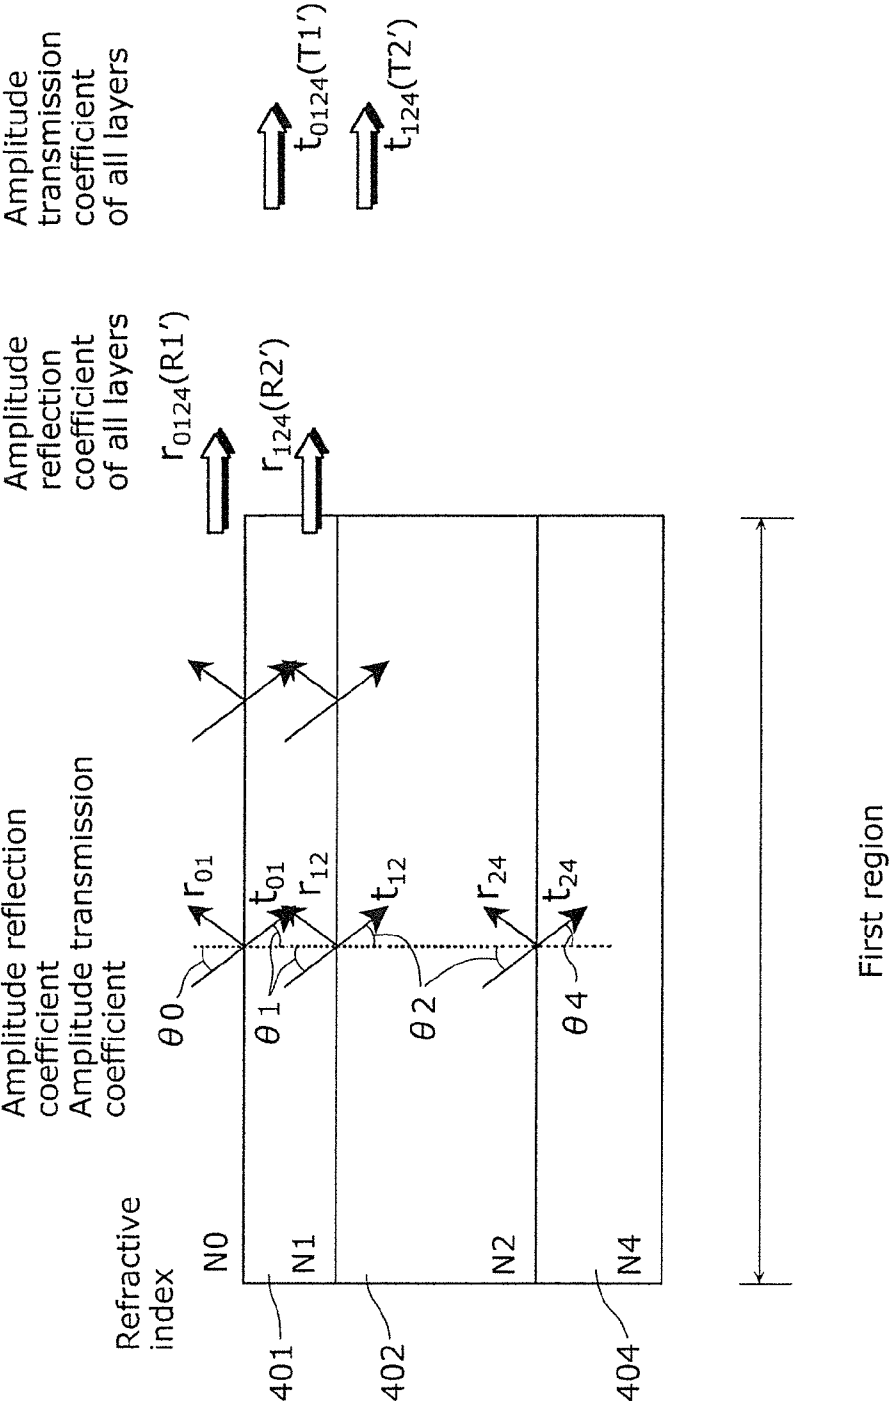 Refractive
index
Amplitude reflection
coefficient
Amplitude transmission
coefficient
Amplitude
reflection
coefficient
of all layers
Amplitude
transmission
coefficient
of all layers
N0
θ0
r01
r0124(R1′)
401
N1
θ1
t01
r12
r124(R2′)
t0124(T1′)
402
N2
θ2
t12
r24
t124(T2′)
404
N4
θ4
t24
First region